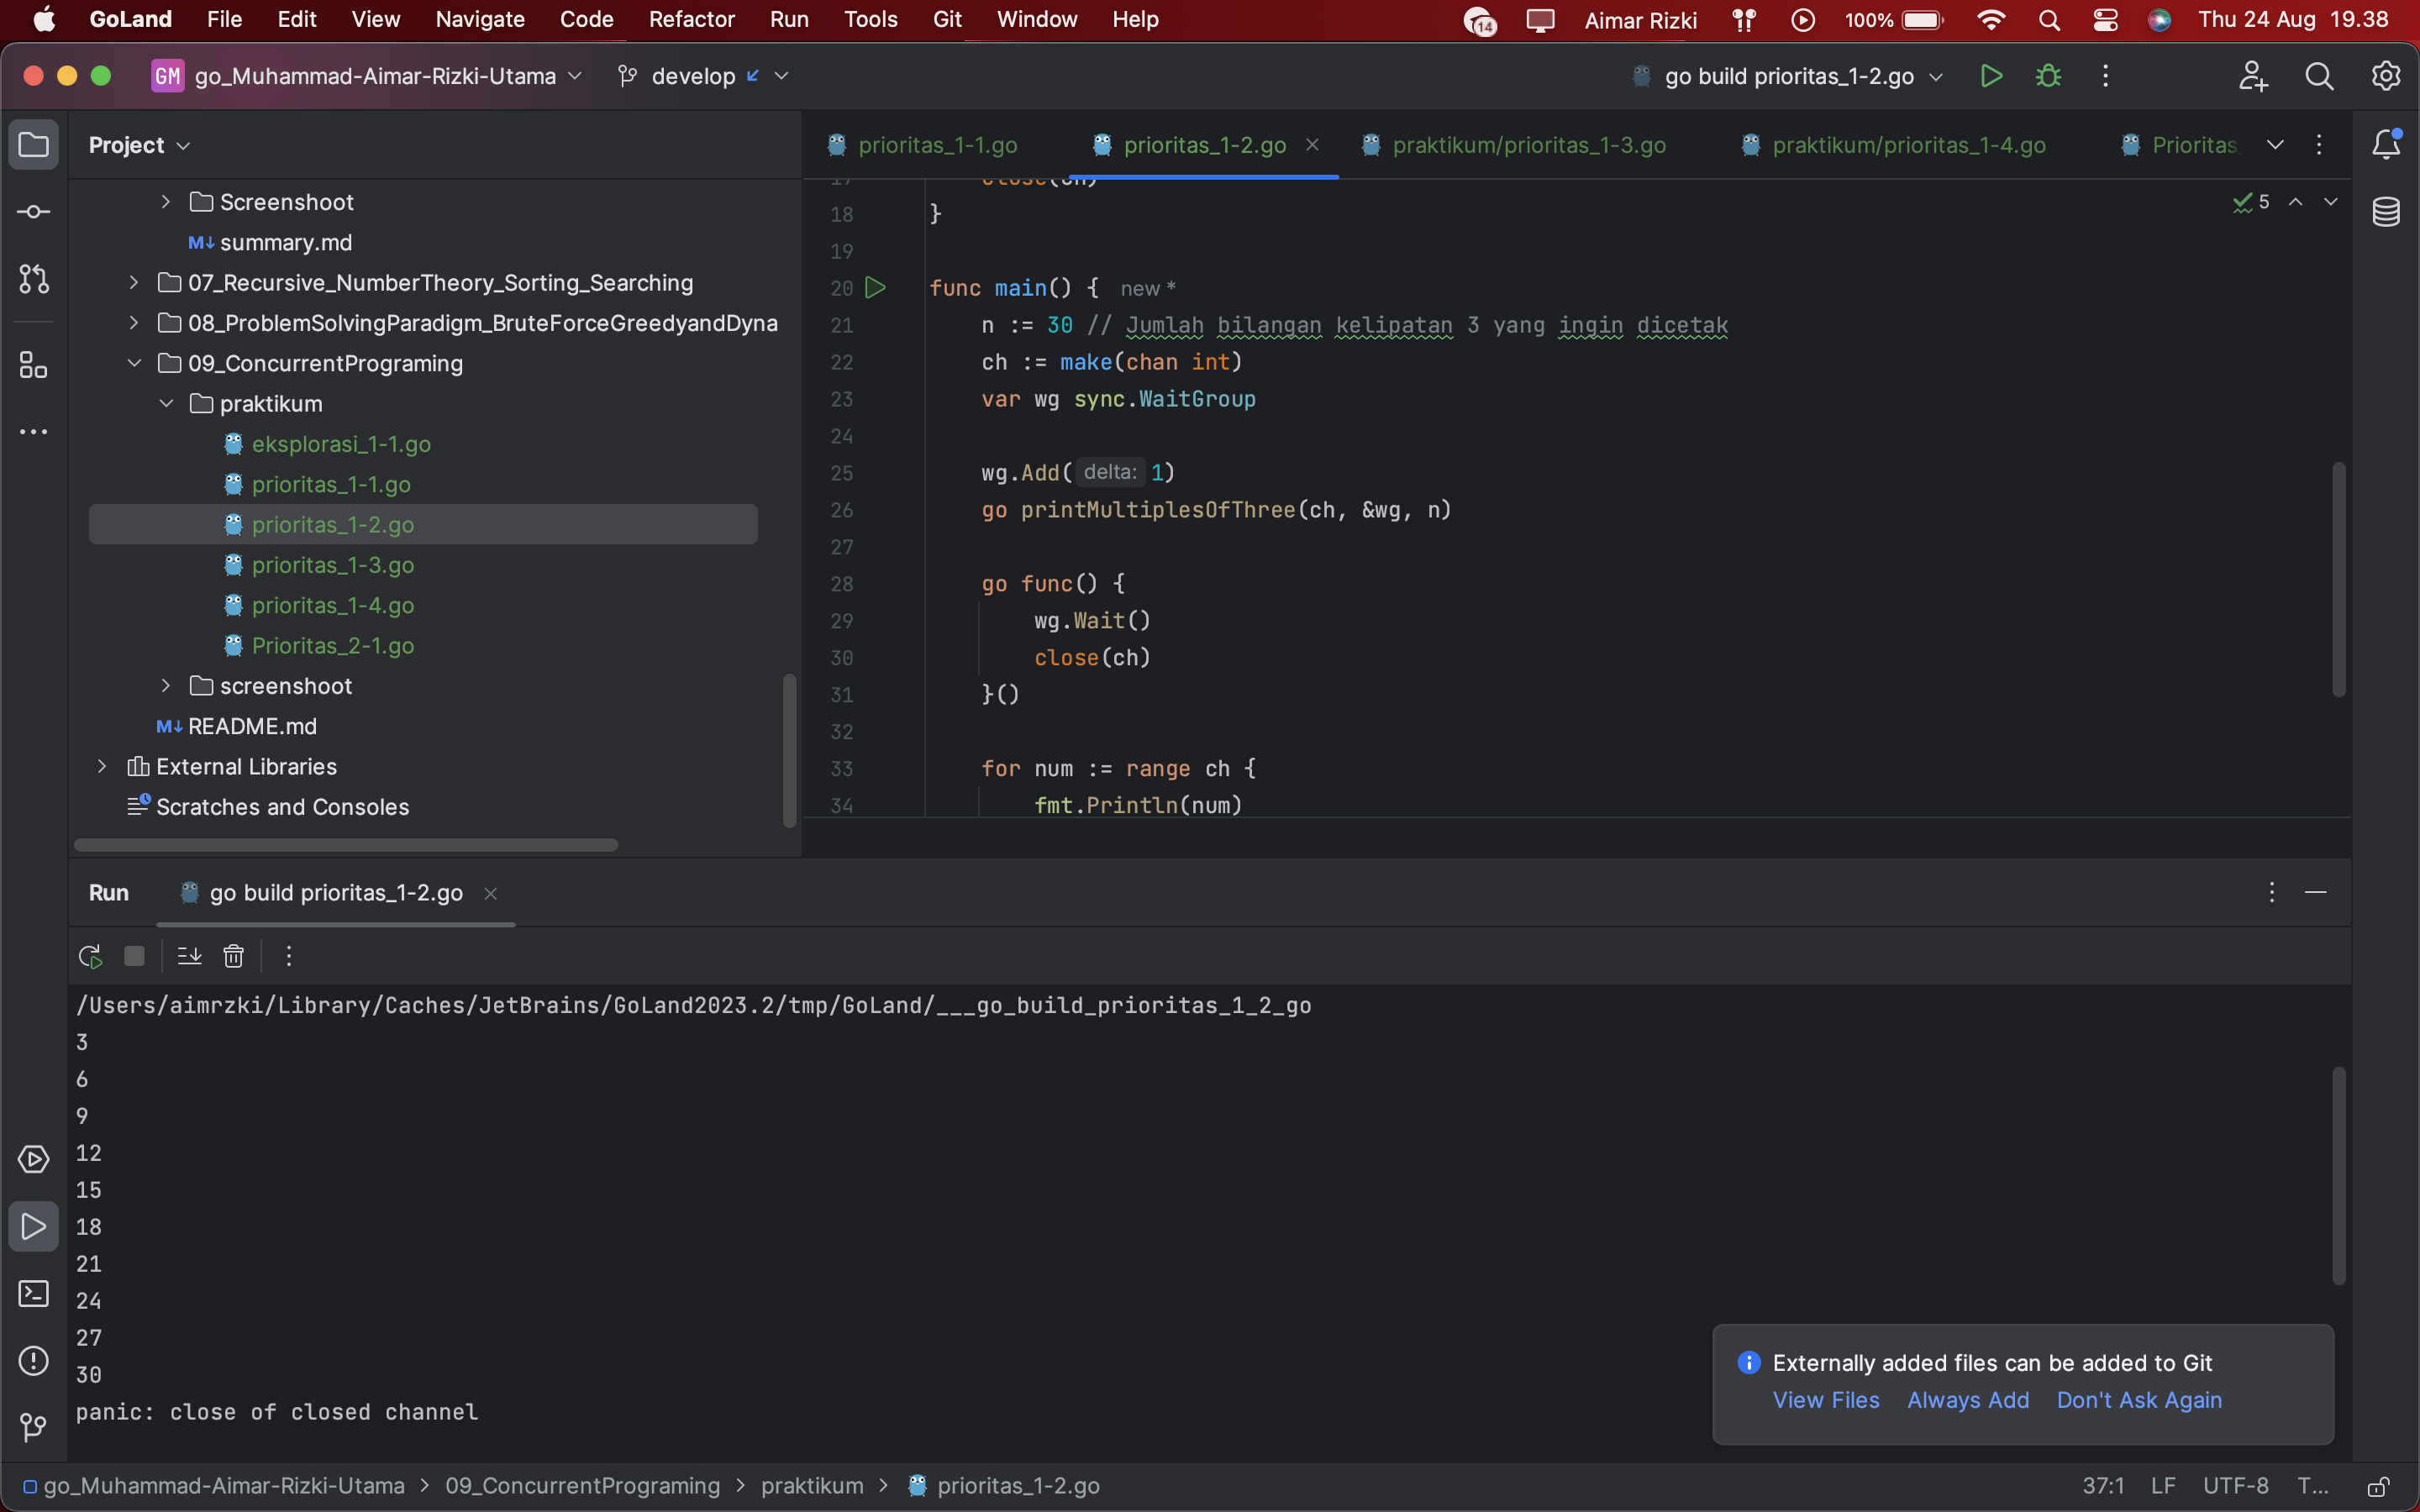 GoLand File Edit View Navigate Code Refactor Run Tools Git Window Help 14 Aimar Rizki 100% Thu 24 Aug 19.38
GM go_Muhammad-Aimar-Rizki-Utama develop go build prioritas_1-2.go
Project
prioritas_1-1.go prioritas_1-2.go praktikum/prioritas_1-3.go praktikum/prioritas_1-4.go Prioritas
Screenshoot
M↓ summary.md
07_Recursive_NumberTheory_Sorting_Searching
08_ProblemSolvingParadigm_BruteForceGreedyandDyna
09_ConcurrentPrograming
praktikum
eksplorasi_1-1.go
prioritas_1-1.go
prioritas_1-2.go
prioritas_1-3.go
prioritas_1-4.go
Prioritas_2-1.go
screenshoot
M↓ README.md
External Libraries
Scratches and Consoles
5
17 close(ch)
18 }
19
20 func main() { new *
21 n := 30 // Jumlah bilangan kelipatan 3 yang ingin dicetak
22 ch := make(chan int)
23 var wg sync.WaitGroup
24
25 wg.Add( delta: 1)
26 go printMultiplesOfThree(ch, &wg, n)
27
28 go func() {
29 wg.Wait()
30 close(ch)
31 }()
32
33 for num := range ch {
34 fmt.Println(num)
Run go build prioritas_1-2.go
/Users/aimrzki/Library/Caches/JetBrains/GoLand2023.2/tmp/GoLand/___go_build_prioritas_1_2_go
3
6
9
12
15
18
21
24
27
30
panic: close of closed channel
Externally added files can be added to Git
View Files Always Add Don't Ask Again
go_Muhammad-Aimar-Rizki-Utama > 09_ConcurrentPrograming > praktikum > prioritas_1-2.go 37:1 LF UTF-8 T...